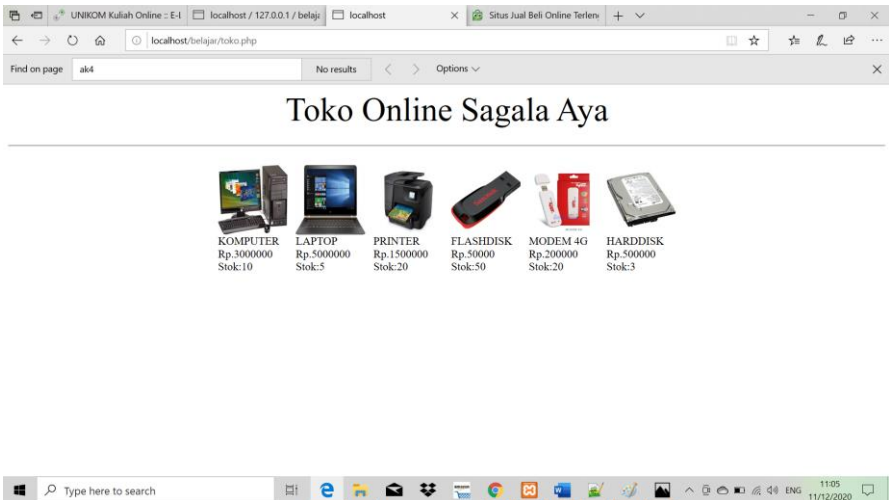 UNIKOM Kuliah Online :: E-l
localhost / 127.0.0.1 / belaja
localhost
Situs Jual Beli Online Terlen
localhost/belajar/toko.php
Find on page
ak4
No results
Options
Toko Online Sagala Aya
KOMPUTER
Rp.3000000
Stok:10
LAPTOP
Rp.5000000
Stok:5
PRINTER
Rp.1500000
Stok:20
FLASHDISK
Rp.50000
Stok:50
MODEM 4G
Rp.200000
Stok:20
HARDDISK
Rp.500000
Stok:3
Type here to search
ENG
11:05
11/12/2020